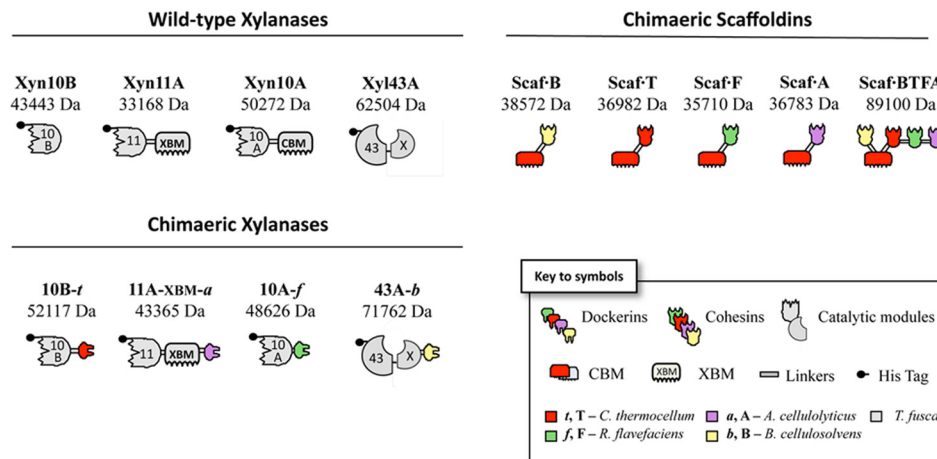 Wild-type Xylanases
Xyn10B Xyn11A Xyn10A Xyl43A
43443 Da 33168 Da 50272 Da 62504 Da
10 B 11 XBM 10 A CBM 43 X
Chimaeric Xylanases
10B-t 11A-XBM-a 10A-f 43A-b
52117 Da 43365 Da 48626 Da 71762 Da
10 B 11 XBM 10 A 43 X
Chimaeric Scaffoldins
Scaf·B Scaf·T Scaf·F Scaf·A Scaf·BTFA
38572 Da 36982 Da 35710 Da 36783 Da 89100 Da
Key to symbols
Dockerins Cohesins Catalytic modules
CBM XBM XBM Linkers His Tag
t, T – C. thermocellum a, A – A. cellulolyticus T. fusca
f, F – R. flavefaciens b, B – B. cellulosolvens